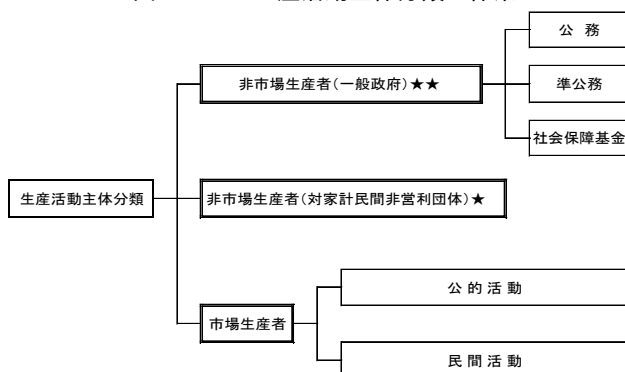 公 務
非市場生産者(一般政府)★★
準公務
社会保障基金
生産活動主体分類
非市場生産者(対家計民間非営利団体)★
公 的 活 動
市場生産者
民 間 活 動